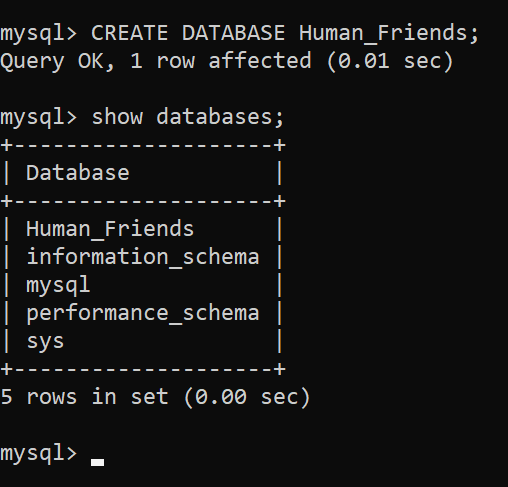 mysql> CREATE DATABASE Human_Friends;
Query OK, 1 row affected (0.01 sec)
mysql> show databases;
+--------------------+
| Database           |
+--------------------+
| Human_Friends      |
| information_schema |
| mysql              |
| performance_schema |
| sys                |
+--------------------+
5 rows in set (0.00 sec)
mysql>